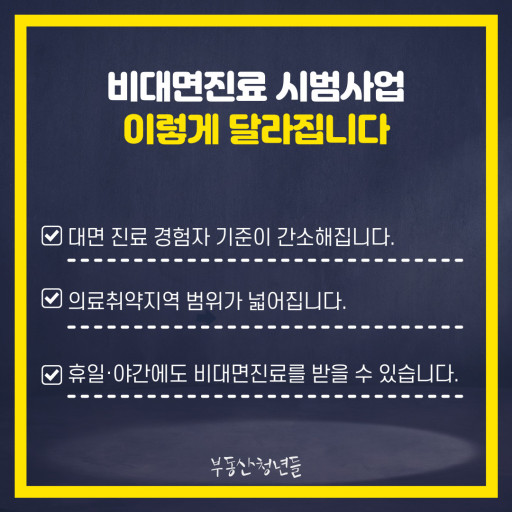 비대면진료 시범사업
이렇게 달라집니다
대면 진료 경험자 기준이 간소해집니다.
의료취약지역 범위가 넓어집니다.
휴일·야간에도 비대면진료를 받을 수 있습니다.
부동산청년들